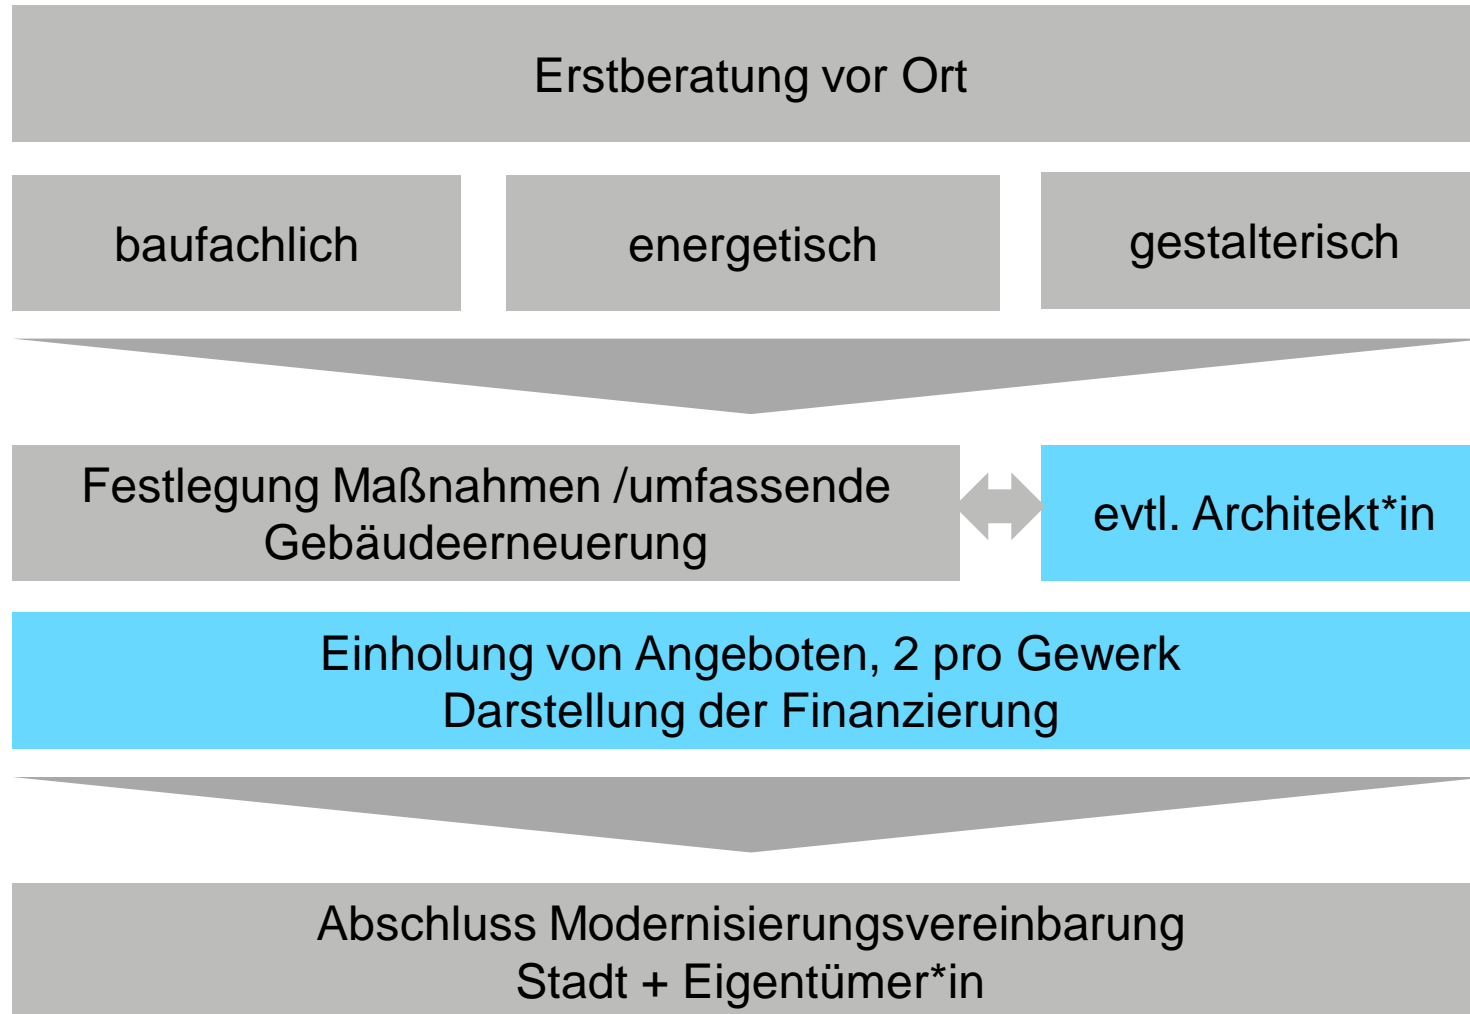 Erstberatung vor Ort
baufachlich
energetisch
gestalterisch
Festlegung Maßnahmen /umfassende
Gebäudeerneuerung
evtl. Architekt*in
Einholung von Angeboten, 2 pro Gewerk
Darstellung der Finanzierung
Abschluss Modernisierungsvereinbarung
Stadt + Eigentümer*in